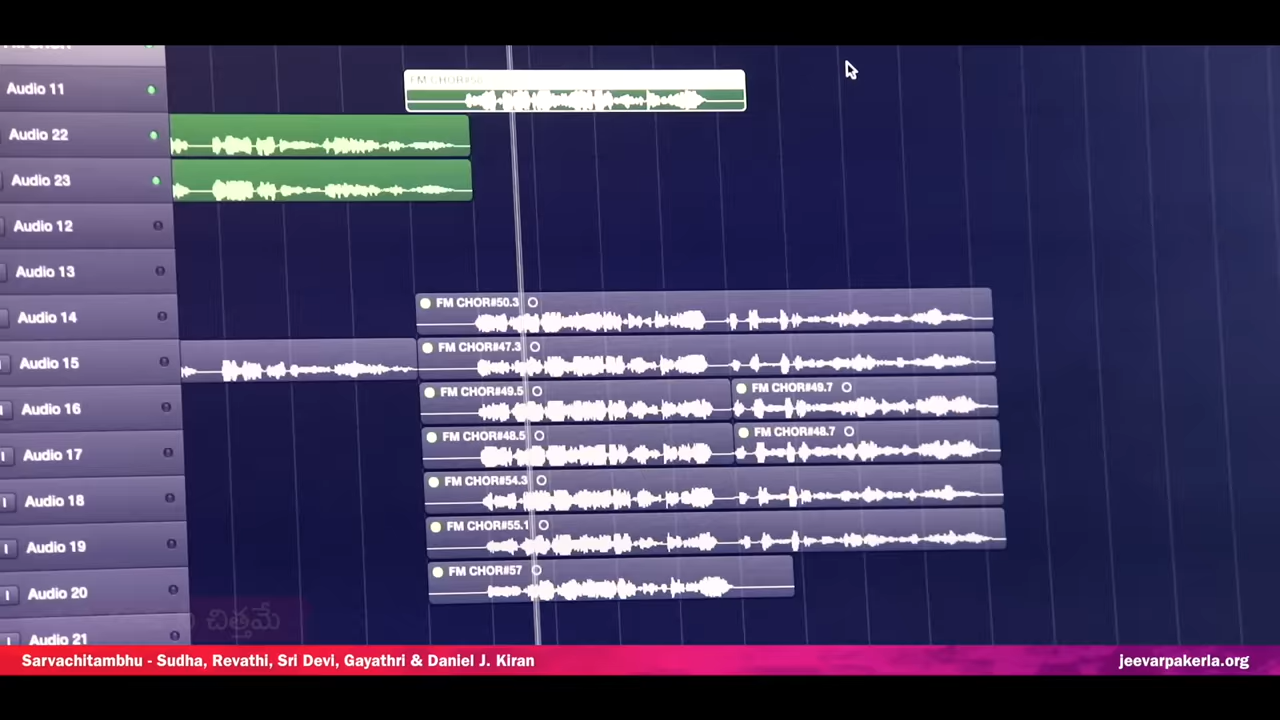 Audio 11
FM CHOR#
Audio 22
Audio 23
Audio 12
Audio 13
Audio 14
FM CHOR#50.3
Audio 15
FM CHOR#47.3
Audio 16
FM CHOR#49.5
FM CHOR#49.7
Audio 17
FM CHOR#48.5
FM CHOR#48.7
Audio 18
FM CHOR#54.3
Audio 19
FM CHOR#55.1
Audio 20
FM CHOR#57
Audio 21
చిత్తమే
Sarvachitambhu - Sudha, Revathi, Sri Devi, Gayathri & Daniel J. Kiran
jeevarpakerla.org